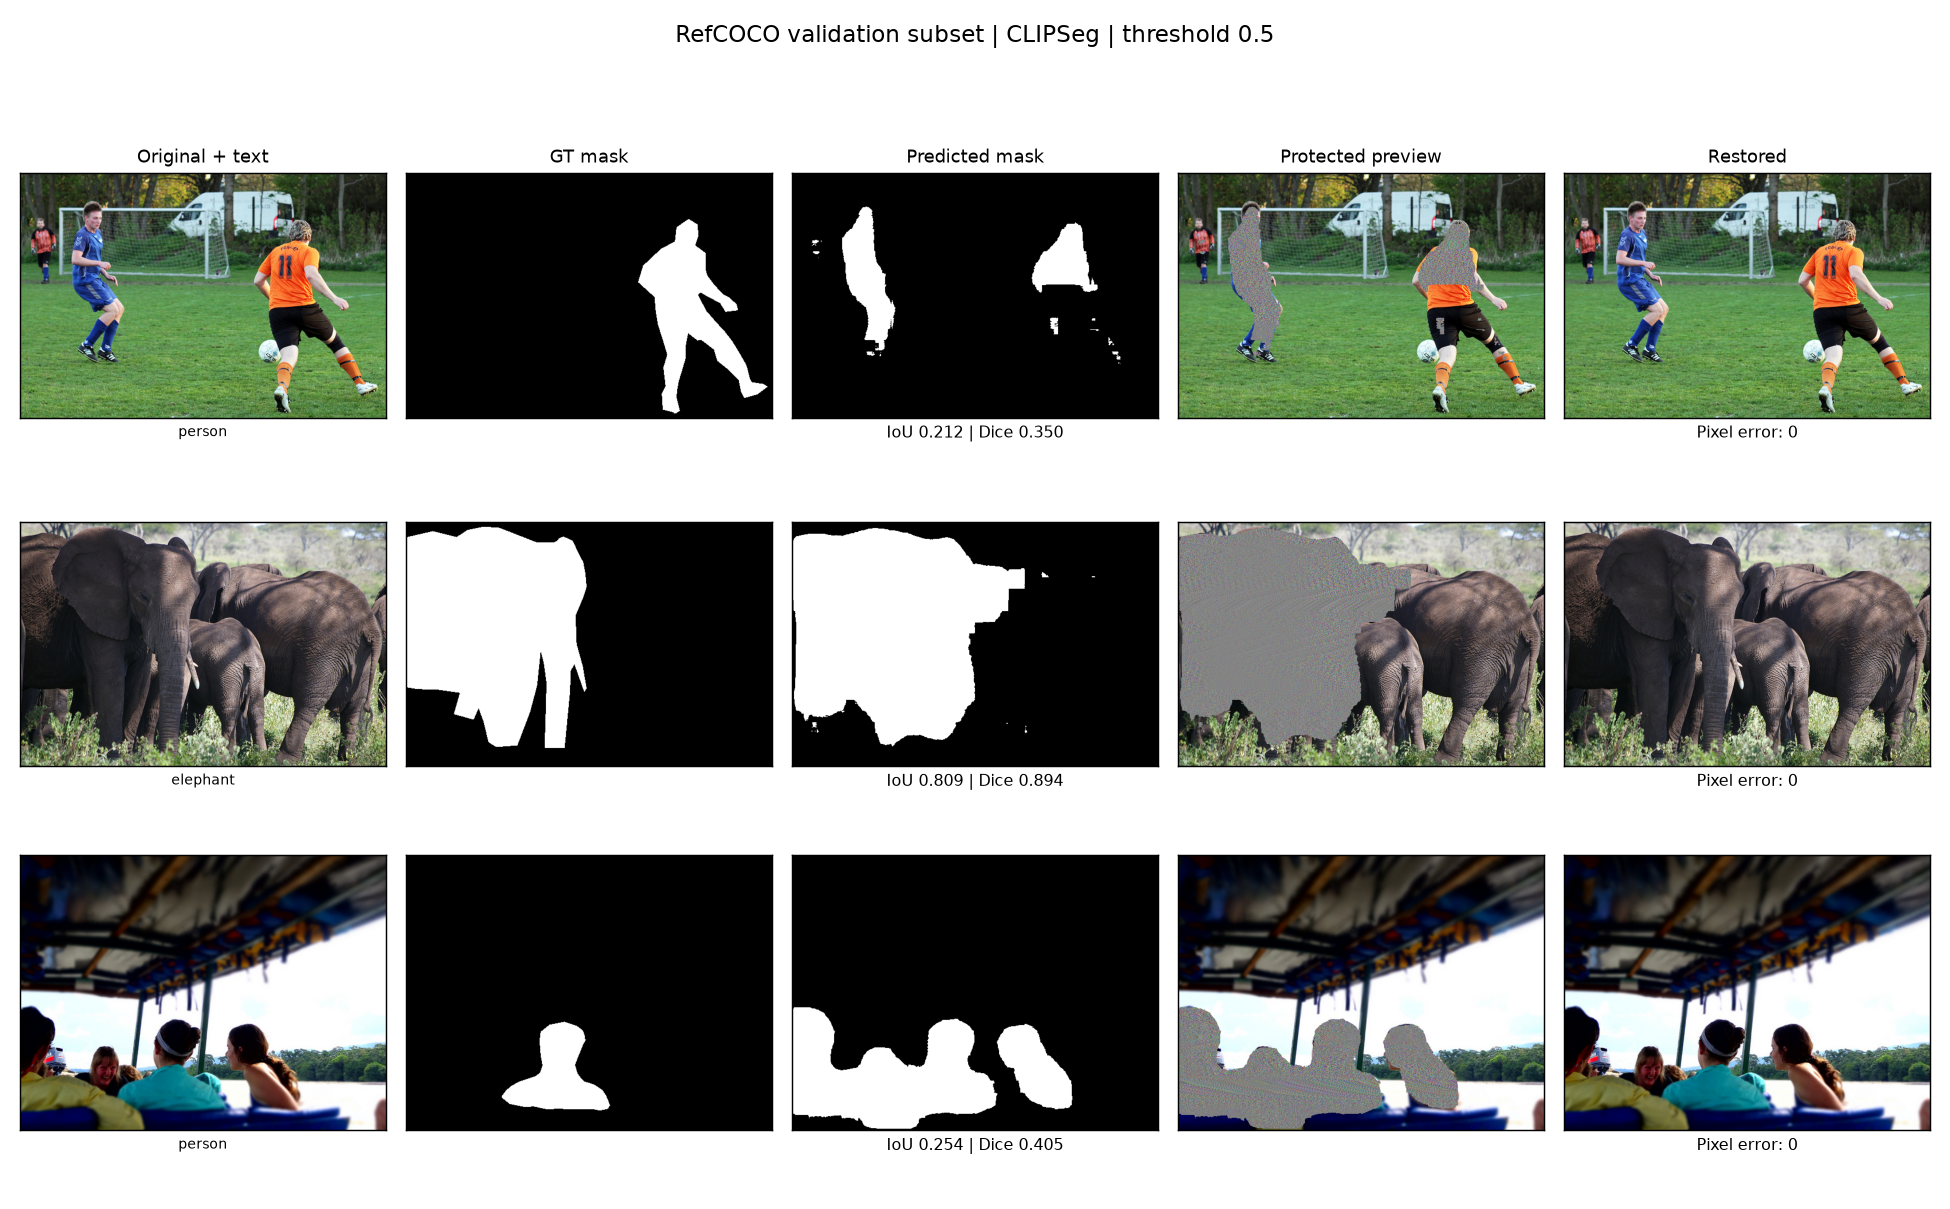 RefCOCO validation subset | CLIPSeg | threshold 0.5
Original + text
GT mask
Predicted mask
Protected preview
Restored
11
11
person
IoU 0.212 | Dice 0.350
Pixel error: 0
elephant
IoU 0.809 | Dice 0.894
Pixel error: 0
person
IoU 0.254 | Dice 0.405
Pixel error: 0